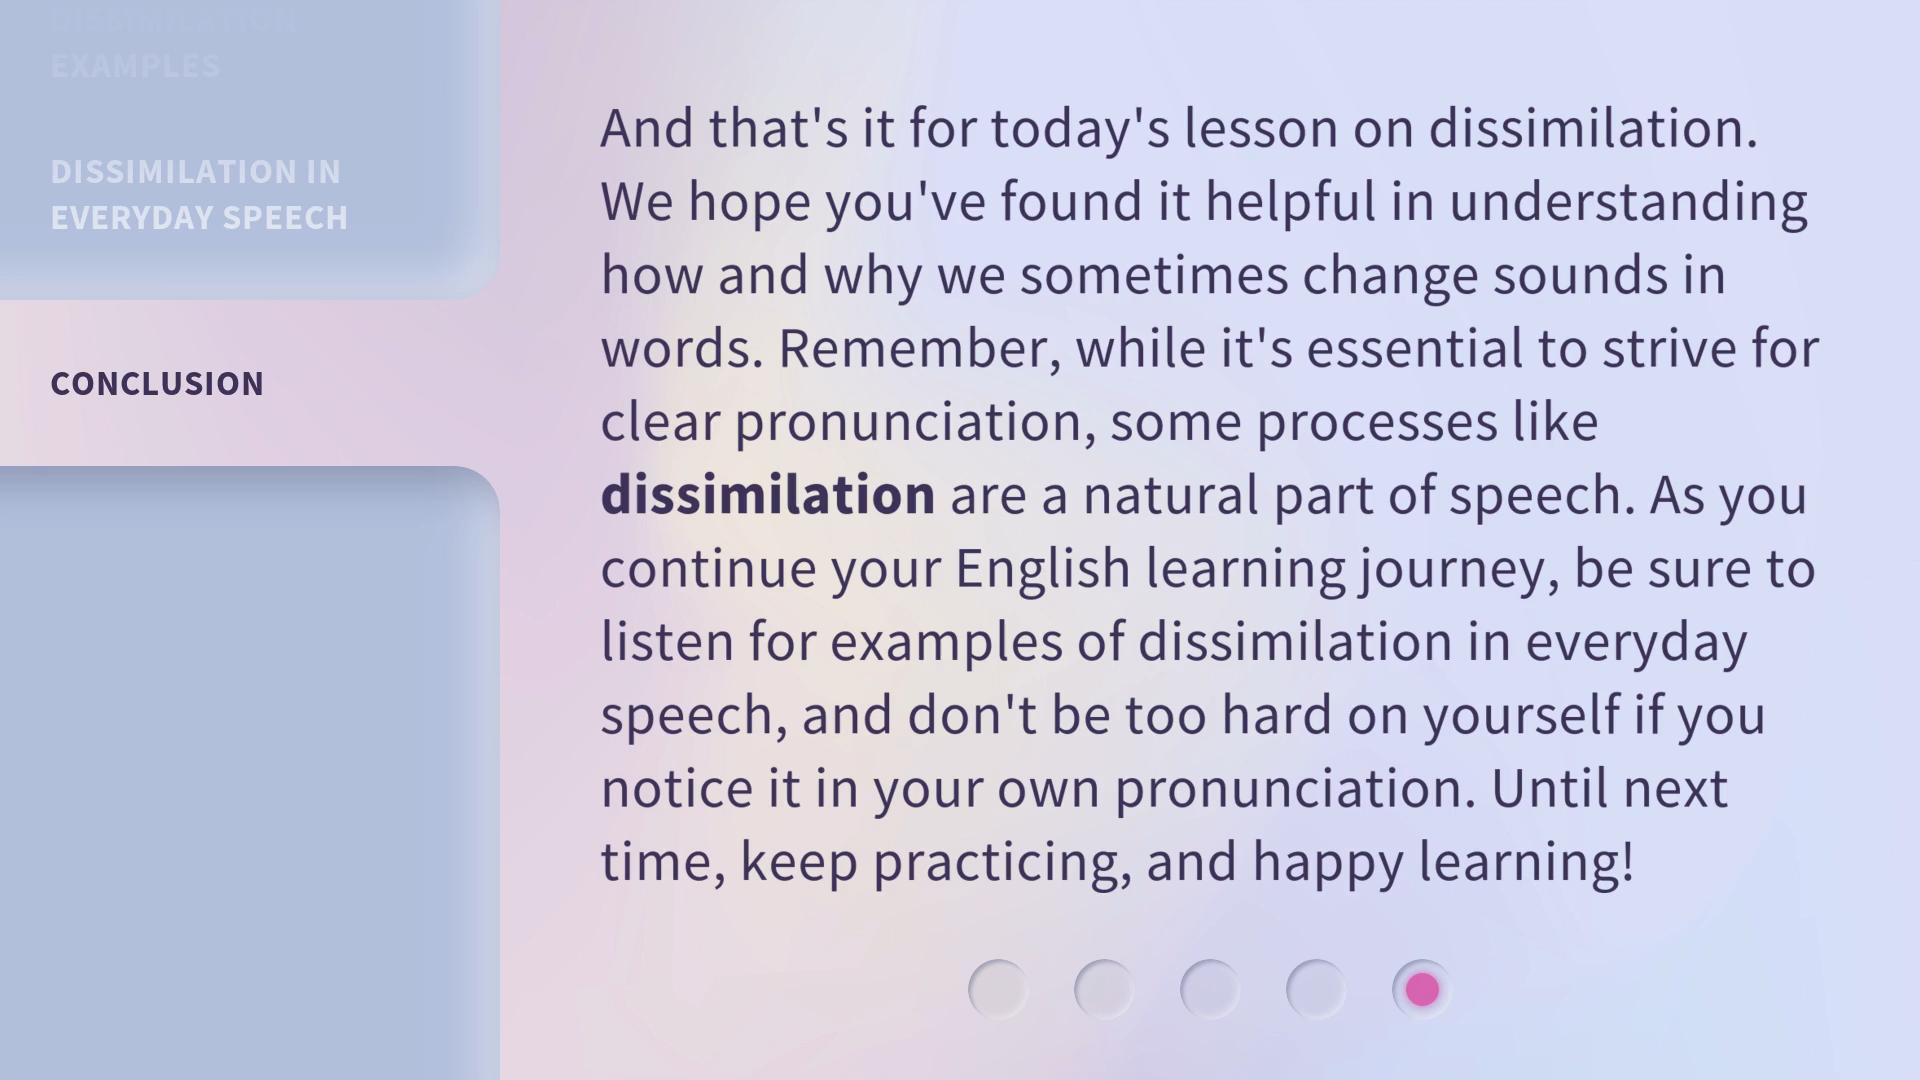 DISSIMILATION
EXAMPLES
DISSIMILATION IN
EVERYDAY SPEECH
CONCLUSION
And that's it for today's lesson on dissimilation.
We hope you've found it helpful in understanding
how and why we sometimes change sounds in
words. Remember, while it's essential to strive for
clear pronunciation, some processes like
dissimilation are a natural part of speech. As you
continue your English learning journey, be sure to
listen for examples of dissimilation in everyday
speech, and don't be too hard on yourself if you
notice it in your own pronunciation. Until next
time, keep practicing, and happy learning!